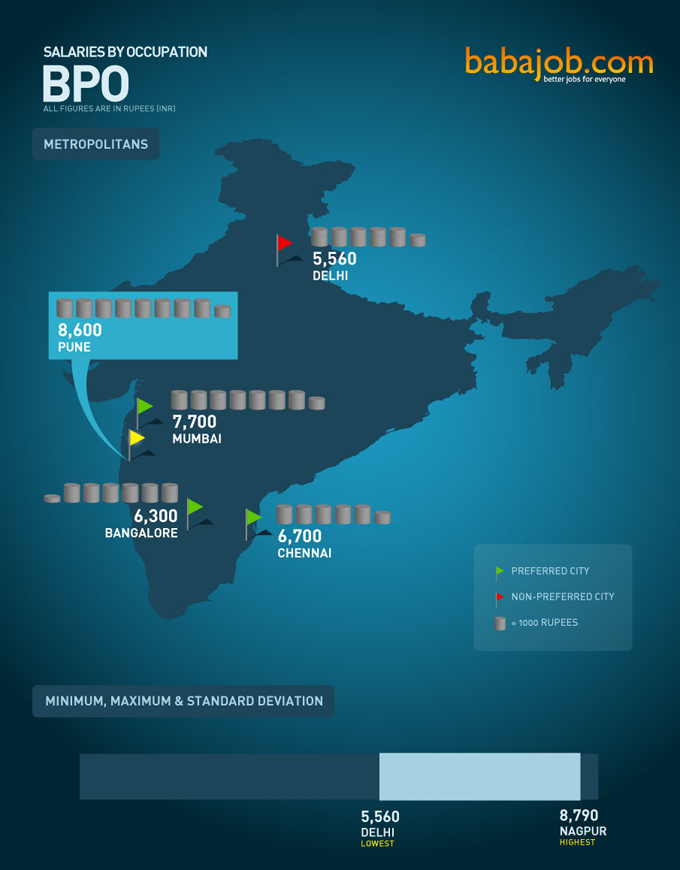 SALARIES BY OCCUPATION
BPO
ALL FIGURES ARE IN RUPEES (INR)
babajob.com
better jobs for everyone
METROPOLITANS
5,560
DELHI
8,600
PUNE
7,700
MUMBAI
6,300
BANGALORE
6,700
CHENNAI
PREFERRED CITY
NON-PREFERRED CITY
= 1000 RUPEES
MINIMUM, MAXIMUM & STANDARD DEVIATION
5,560
DELHI
LOWEST
8,790
NAGPUR
HIGHEST